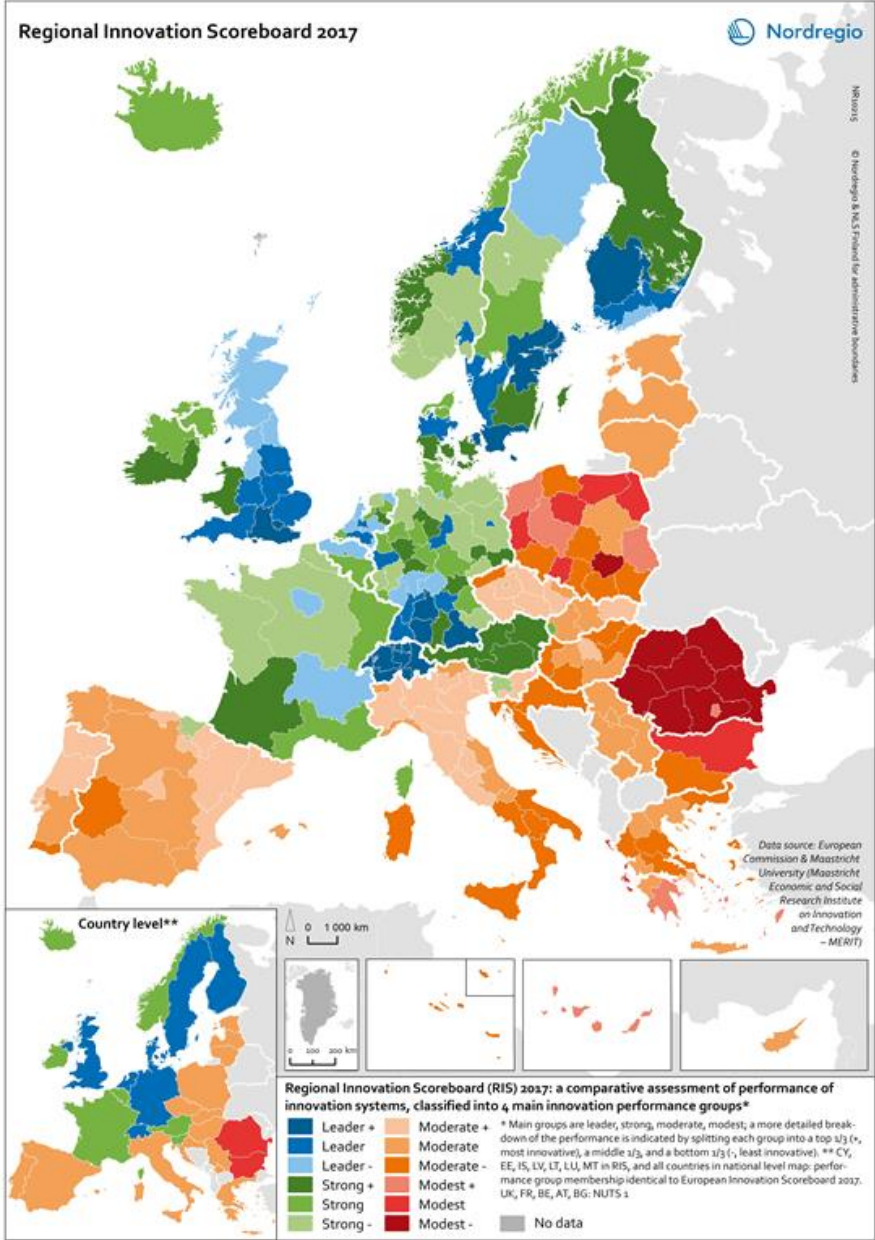 Regional Innovation Scoreboard 2017
Nordregio
© Nordregio & NLS Finland for administrative boundaries
Data source: European
Commission & Maastricht
University (Maastricht
Economic and Social
Research Institute
on Innovation
and Technology
– MERIT)
Country level**
N
0 1 000 km
0 100 200 km
Regional Innovation Scoreboard (RIS) 2017: a comparative assessment of performance of
innovation systems, classified into 4 main innovation performance groups*
Leader +
Leader
Leader -
Strong +
Strong
Strong -
Moderate +
Moderate
Moderate -
Modest +
Modest
Modest -
* Main groups are leader, strong, moderate, modest; a more detailed break-
down of the performance is indicated by splitting each group into a top 1/3 (+,
most innovative), a middle 1/3, and a bottom 1/3 (-, least innovative). ** CY,
EE, IS, LV, LT, LU, MT in RIS, and all countries in national level map: perfor-
mance group membership identical to European Innovation Scoreboard 2017.
UK, FR, BE, AT, BG: NUTS 1
No data